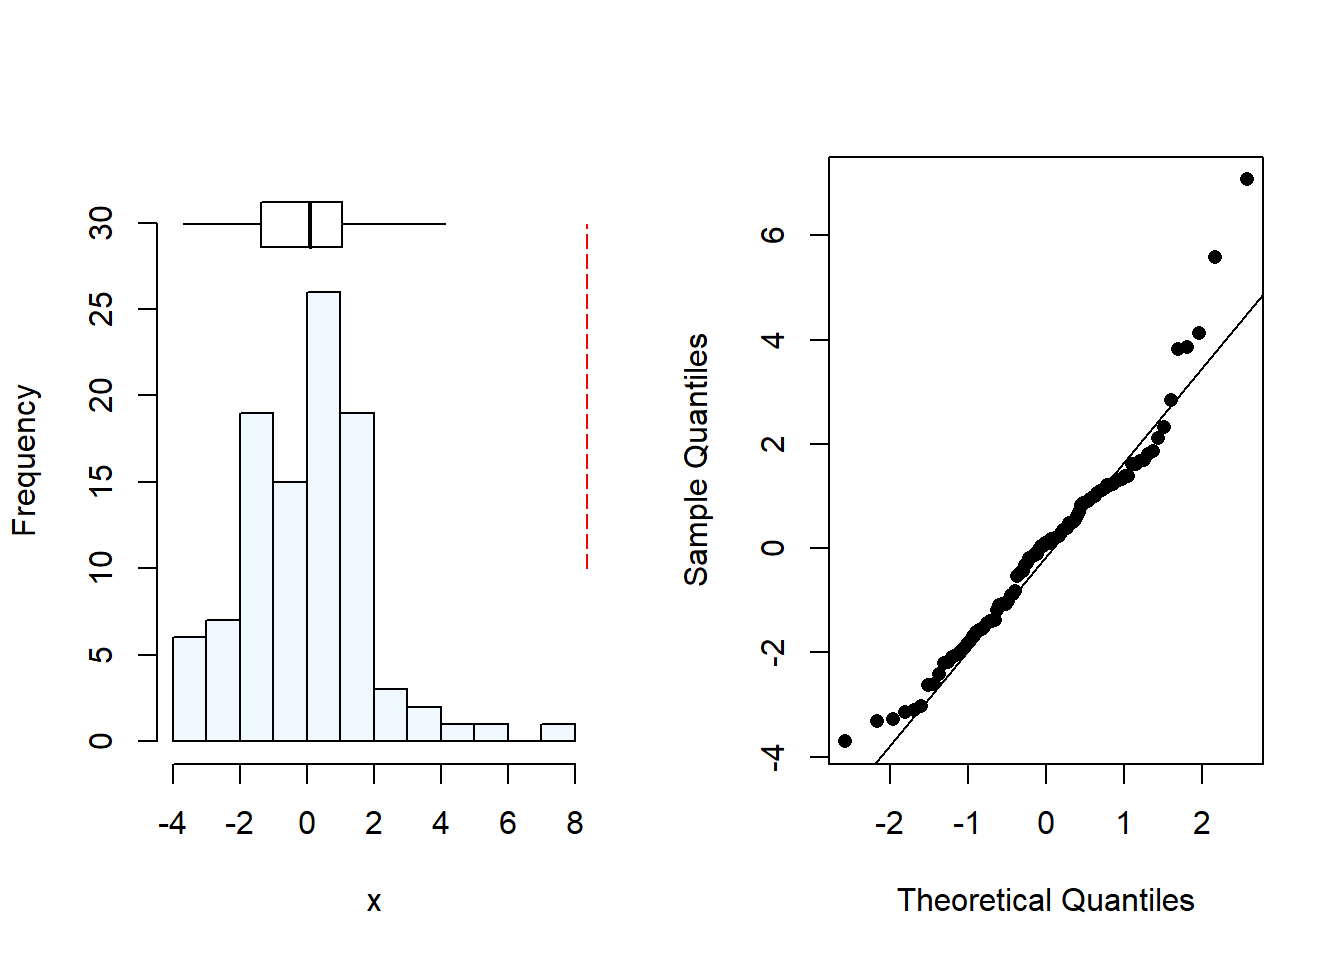 Frequency
0 5 10 15 20 25 30
-4 -2 0 2 4 6 8
x
Sample Quantiles
-4 -2 0 2 4 6
-2 -1 0 1 2
Theoretical Quantiles